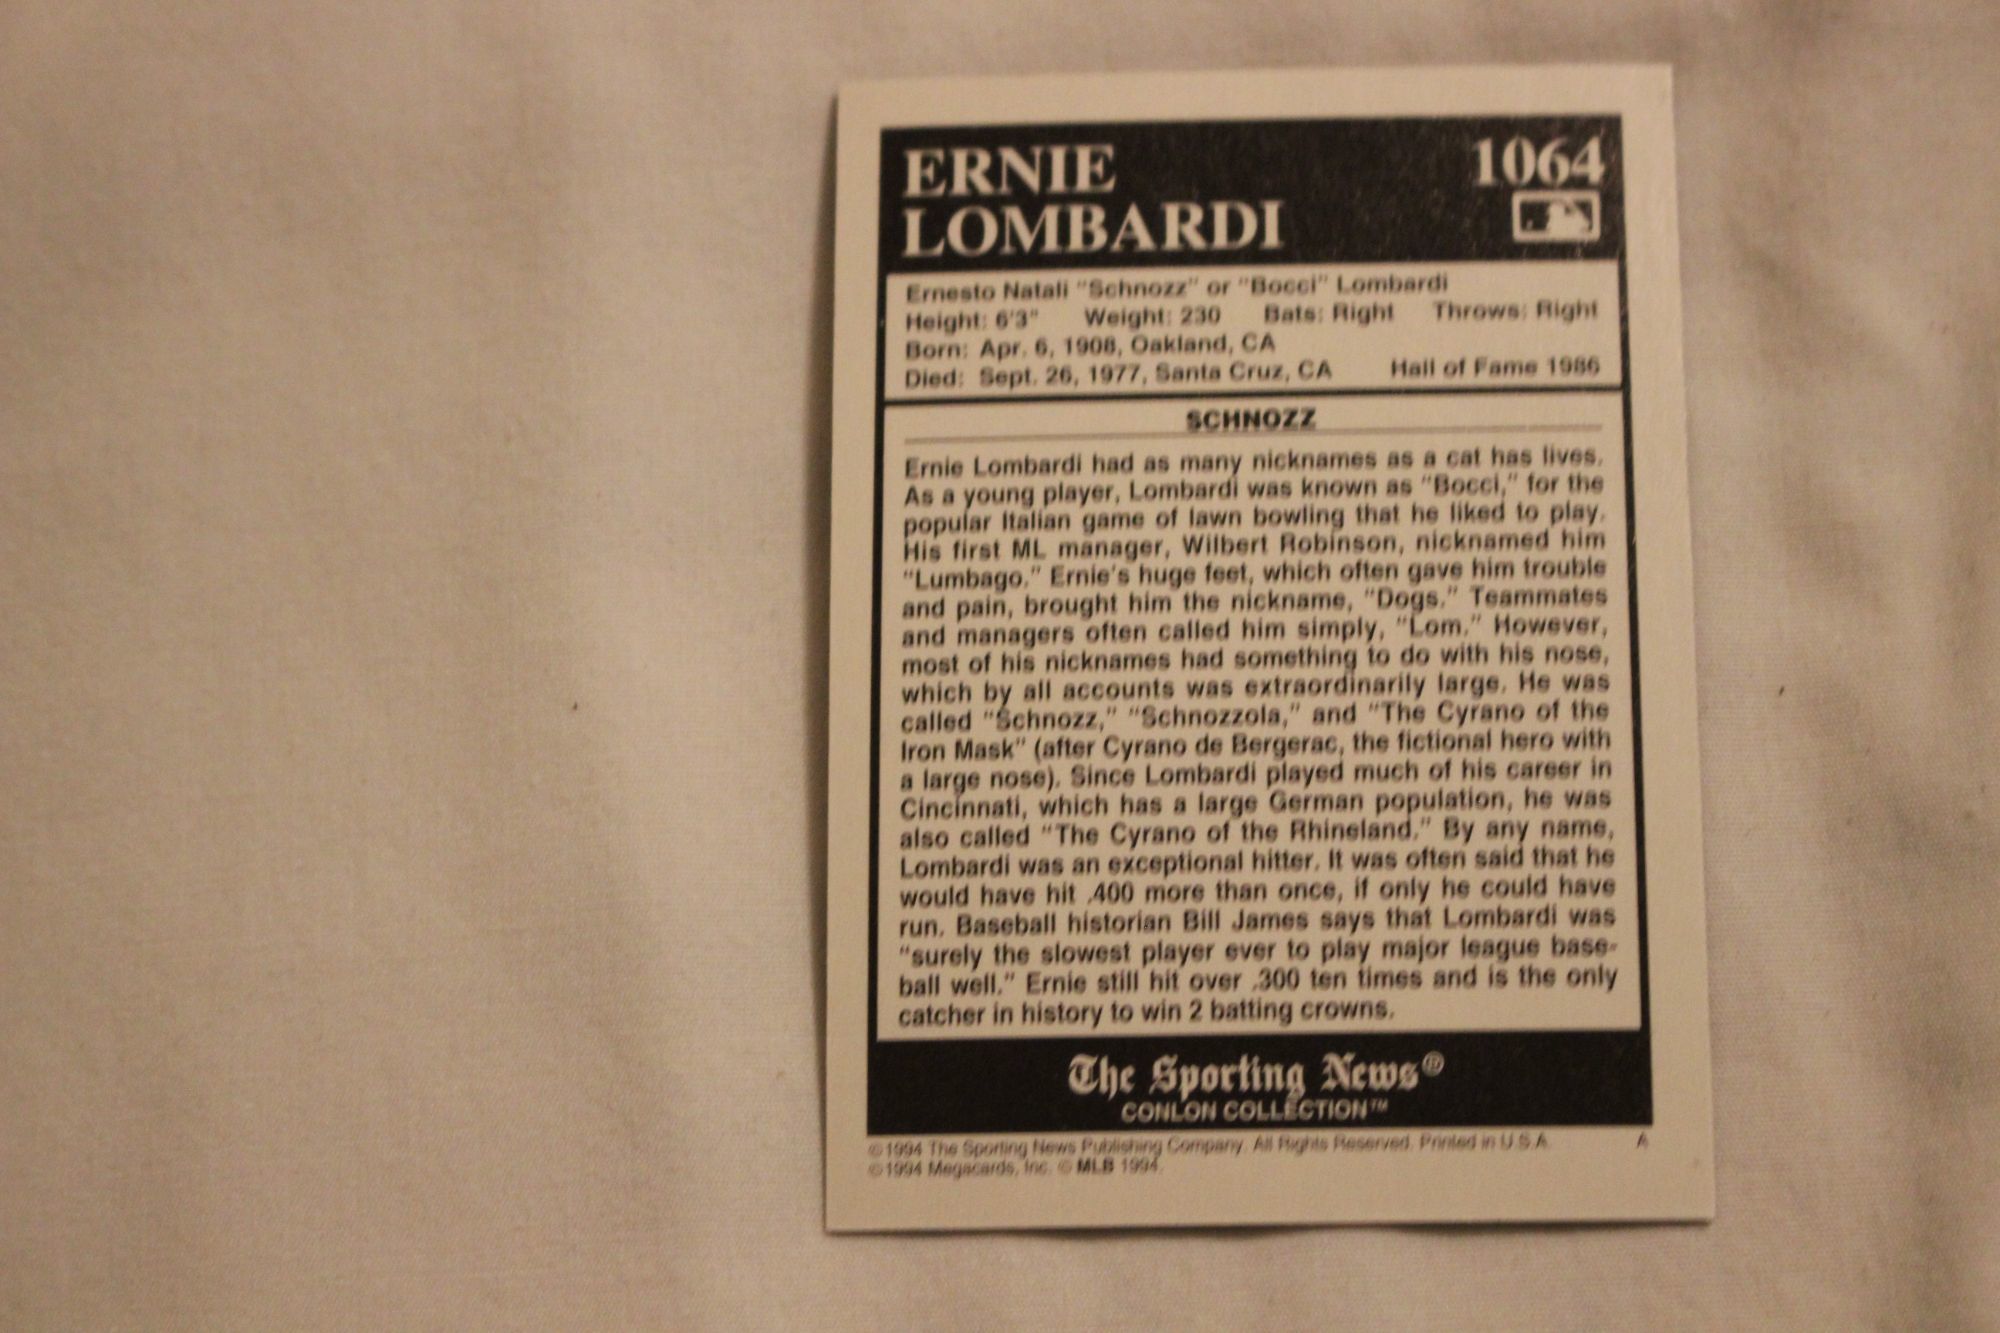 ERNIE
LOMBARDI
1064
Ernesto Natali "Schnozz" or "Bocci" Lombardi
Height: 6'3" Weight: 230 Bats: Right Throws: Right
Born: Apr. 6, 1908, Oakland, CA
Died: Sept. 26, 1977, Santa Cruz, CA Hall of Fame 1986
SCHNOZZ
Ernie Lombardi had as many nicknames as a cat has lives.
As a young player, Lombardi was known as "Bocci," for the
popular Italian game of lawn bowling that he liked to play.
His first ML manager, Wilbert Robinson, nicknamed him
"Lumbago." Ernie's huge feet, which often gave him trouble
and pain, brought him the nickname, "Dogs." Teammates
and managers often called him simply, "Lom." However,
most of his nicknames had something to do with his nose,
which by all accounts was extraordinarily large. He was
called "Schnozz," "Schnozzola," and "The Cyrano of the
Iron Mask" (after Cyrano de Bergerac, the fictional hero with
a large nose). Since Lombardi played much of his career in
Cincinnati, which has a large German population, he was
also called "The Cyrano of the Rhineland." By any name,
Lombardi was an exceptional hitter. It was often said that he
would have hit .400 more than once, if only he could have
run. Baseball historian Bill James says that Lombardi was
"surely the slowest player ever to play major league base-
ball well." Ernie still hit over .300 ten times and is the only
catcher in history to win 2 batting crowns.
The Sporting News®
CONLON COLLECTION™
©1994 The Sporting News Publishing Company. All Rights Reserved. Printed in U.S.A. A
©1994 Megacards, Inc. © MLB 1994.